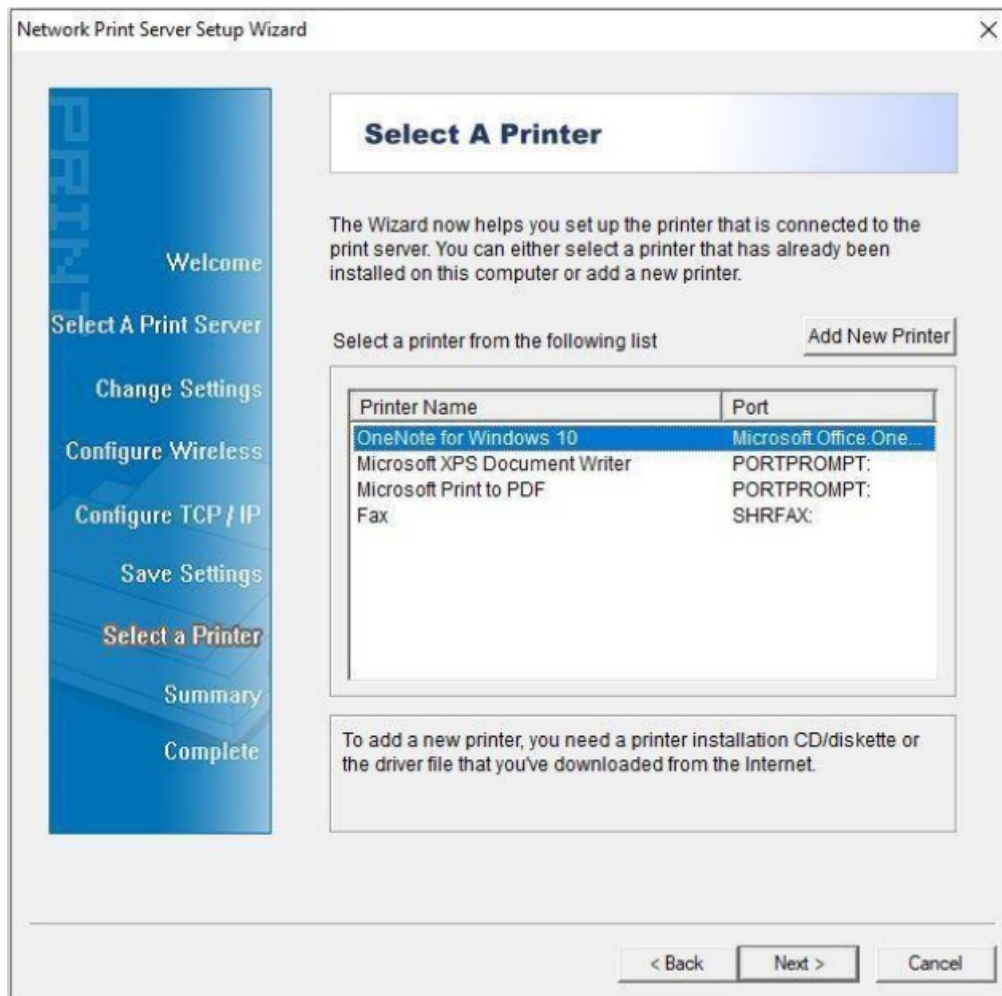 Network Print Server Setup Wizard
PRINT
Welcome
Select A Print Server
Change Settings
Configure Wireless
Configure TCP / IP
Save Settings
Select a Printer
Summary
Complete
Select A Printer
The Wizard now helps you set up the printer that is connected to the
print server. You can either select a printer that has already been
installed on this computer or add a new printer.
Select a printer from the following list
Add New Printer
Printer Name Port
OneNote for Windows 10 Microsoft.Office.One...
Microsoft XPS Document Writer PORTPROMPT:
Microsoft Print to PDF PORTPROMPT:
Fax SHRFAX:
To add a new printer, you need a printer installation CD/diskette or
the driver file that you've downloaded from the Internet.
< Back Next > Cancel